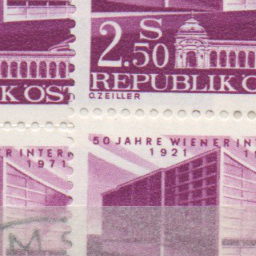 S
2.50
REPUBLIK Ö
K ÖST
O.ZEILLER
50 JAHRE WIENER INT
1921
ER INTER
1971
M